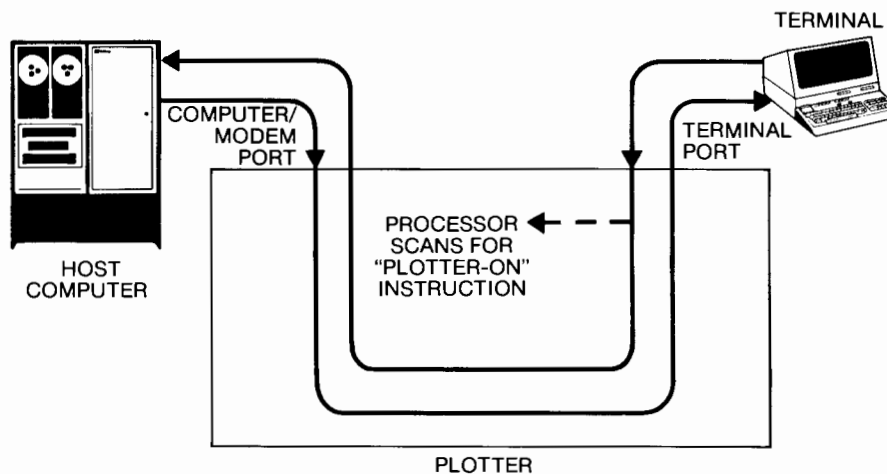 TERMINAL
COMPUTER/
MODEM
PORT
TERMINAL
PORT
PROCESSOR
SCANS FOR
“PLOTTER-ON”
INSTRUCTION
HOST
COMPUTER
PLOTTER